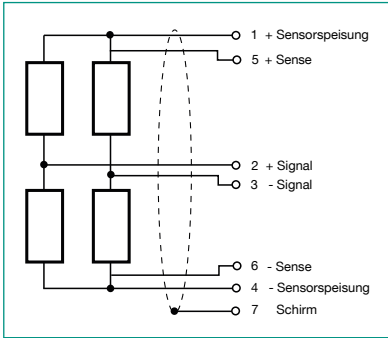 1 + Sensorspeisung
5 + Sense
2 + Signal
3 - Signal
6 - Sense
4 - Sensorspeisung
7 Schirm